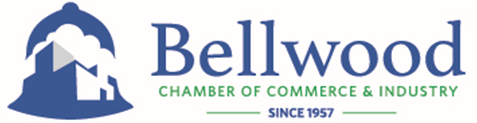 Bellwood
CHAMBER OF COMMERCE & INDUSTRY
SINCE 1957